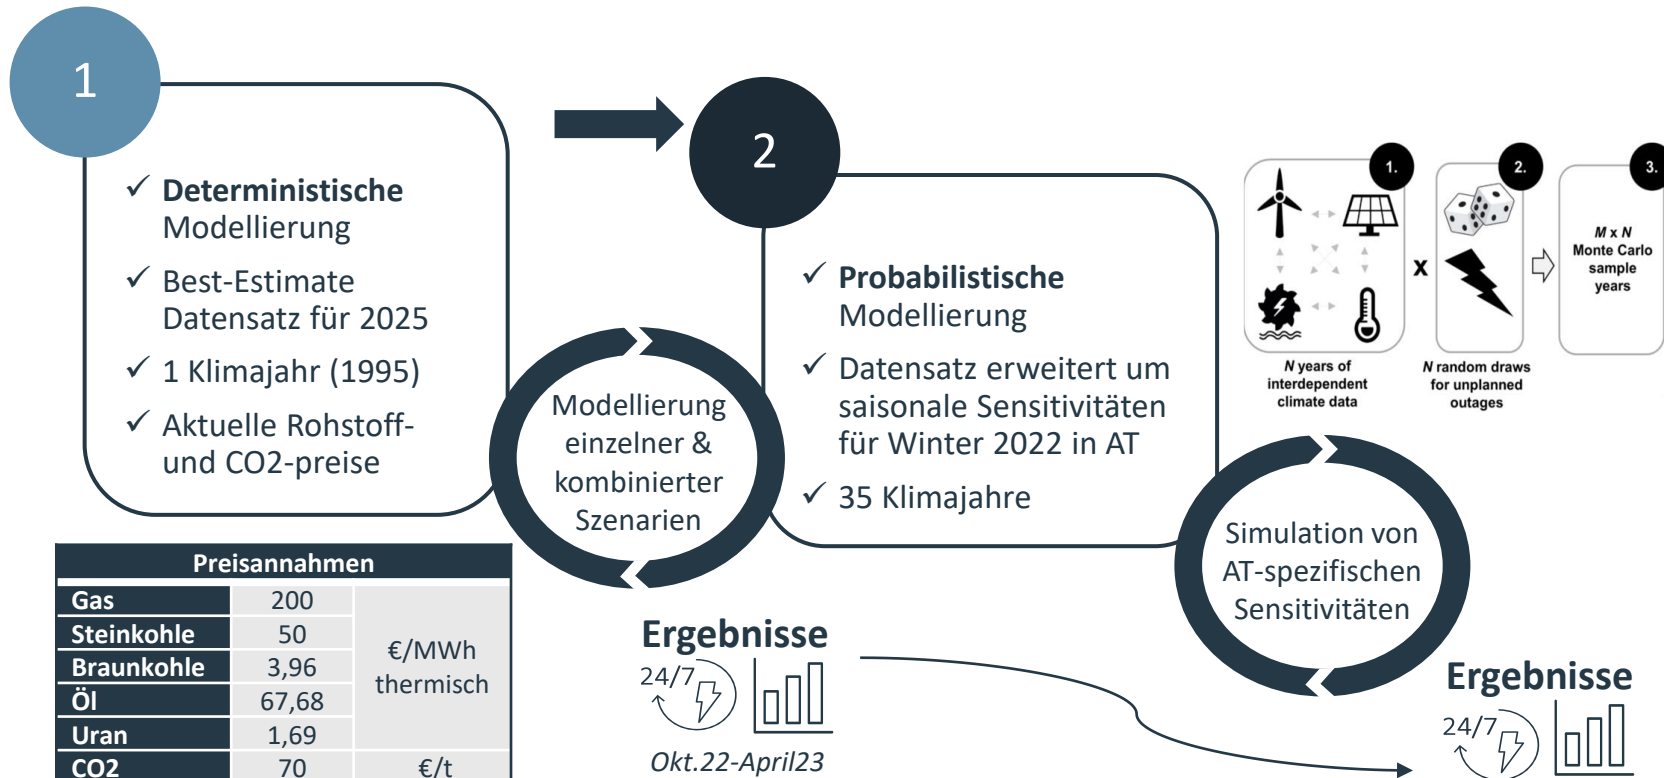 1
✓ Deterministische
Modellierung
✓ Best-Estimate
Datensatz für 2025
✓ 1 Klimajahr (1995)
✓ Aktuelle Rohstoff-
und CO2-preise
Preisannahmen
Gas 200
Steinkohle 50
Braunkohle 3,96
Öl 67,68
Uran 1,69
€/MWh
thermisch
CO2 70 €/t
Modellierung
einzelner &
kombinierter
Szenarien
Ergebnisse
24/7
Okt.22-April23
2
✓ Probabilistische
Modellierung
✓ Datensatz erweitert um
saisonale Sensitivitäten
für Winter 2022 in AT
✓ 35 Klimajahre
1.
N years of
interdependent
climate data
x
2.
N random draws
for unplanned
outages
3.
M x N
Monte Carlo
sample
years
Simulation von
AT-spezifischen
Sensitivitäten
Ergebnisse
24/7